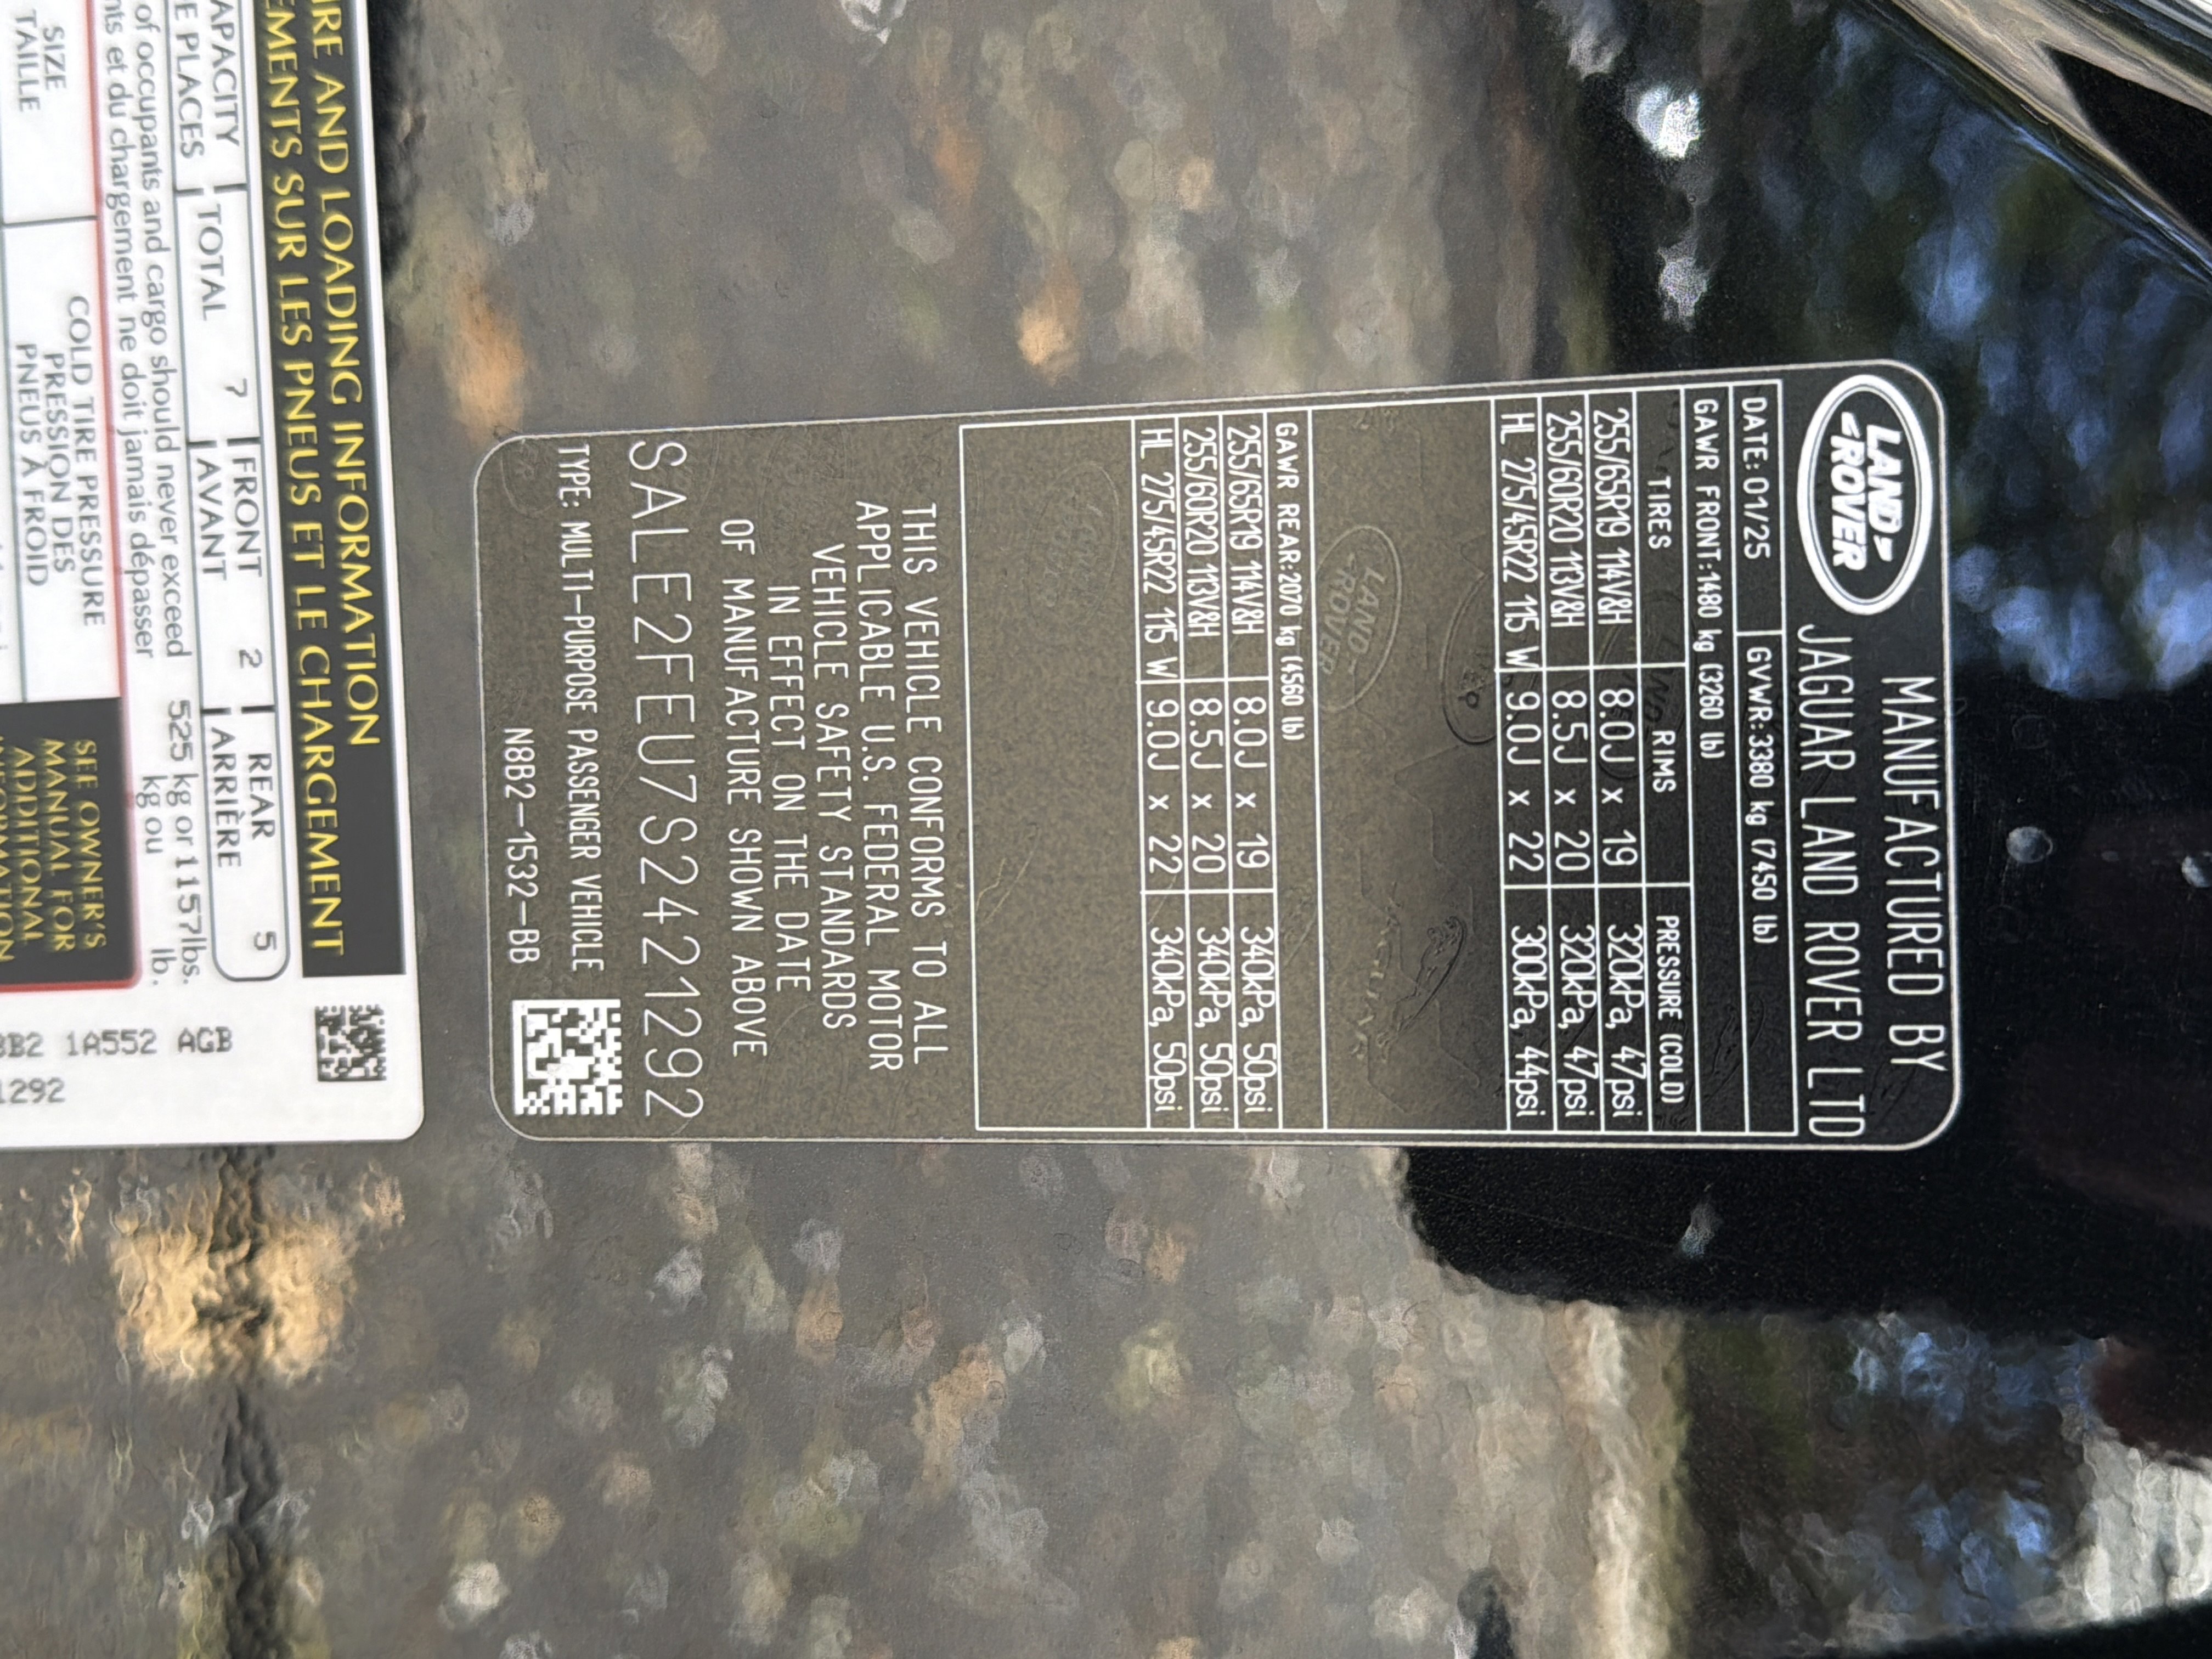 LAND ROVER
MANUFACTURED BY
JAGUAR LAND ROVER LTD
DATE: 01/25 GVWR:3380 kg (7450 lb)
GAWR FRONT:1480 kg (3260 lb)
TIRES RIMS PRESSURE (COLD)
255/65R19 114V&H 8.0J x 19 320kPa, 47psi
255/60R20 113V&H 8.5J x 20 320kPa, 47psi
HL 275/45R22 115 W 9.0J x 22 300kPa, 44psi
LAND ROVER
GAWR REAR:2070 kg (4560 lb)
255/65R19 114V&H 8.0J x 19 340kPa, 50psi
255/60R20 113V&H 8.5J x 20 340kPa, 50psi
HL 275/45R22 115 W 9.0J x 22 340kPa, 50psi
THIS VEHICLE CONFORMS TO ALL
APPLICABLE U.S. FEDERAL MOTOR
VEHICLE SAFETY STANDARDS
IN EFFECT ON THE DATE
OF MANUFACTURE SHOWN ABOVE
SALE2FEU7S2421292
TYPE: MULTI-PURPOSE PASSENGER VEHICLE
N8B2-1532-BB
AND LOADING INFORMATION
SUR LES PNEUS ET LE CHARGEMENT
TOTAL 7 FRONT 2 REAR 5
PLACES AVANT ARRIÈRE
of occupants and cargo should never exceed 525 kg or 1157lbs.
et du chargement ne doit jamais dépasser kg ou lb.
SIZE
TAILLE
COLD TIRE PRESSURE
PRESSION DES
PNEUS À FROID
SEE OWNER'S
MANUAL FOR
ADDITIONAL
1A552 AGB
1292